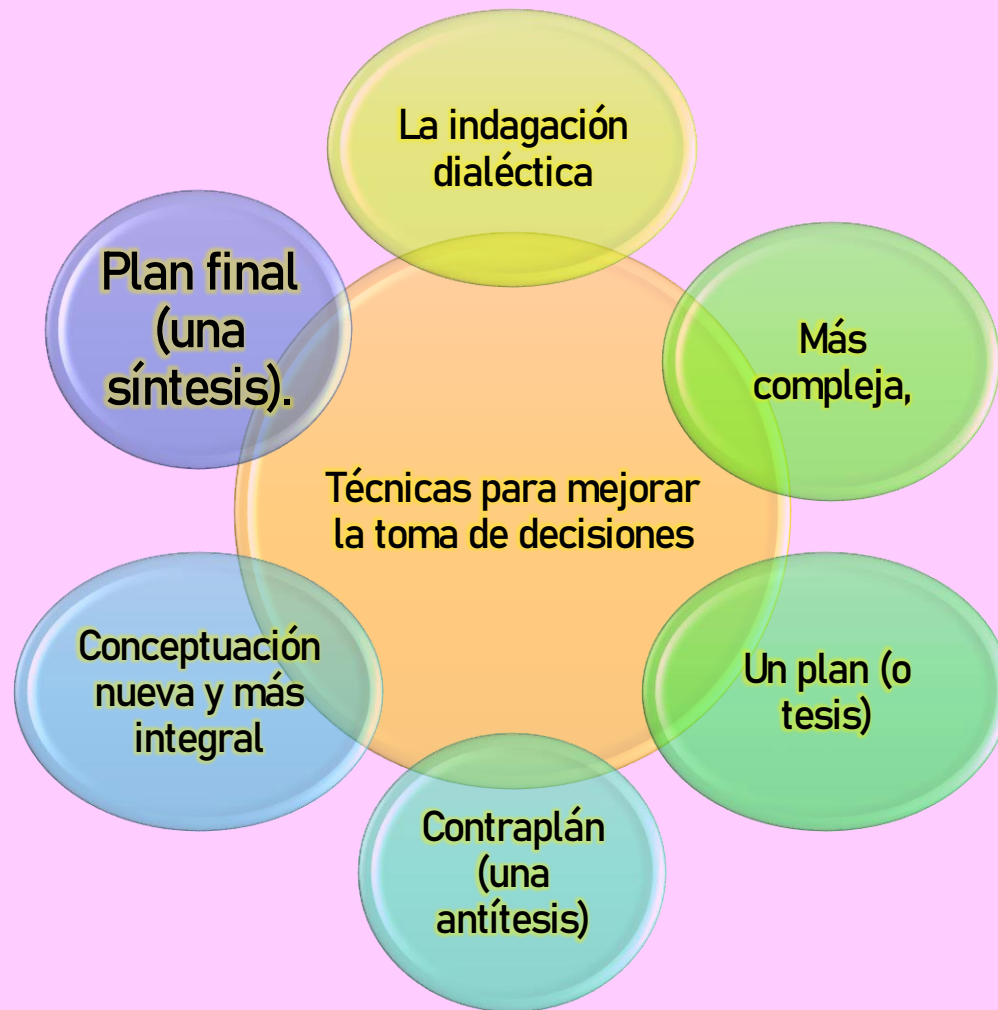 La indagación
dialéctica
Más
compleja,
Un plan (o
tesis)
Contraplán
(una
antítesis)
Conceptuación
nueva y más
integral
Plan final
(una
síntesis).
Técnicas para mejorar
la toma de decisiones